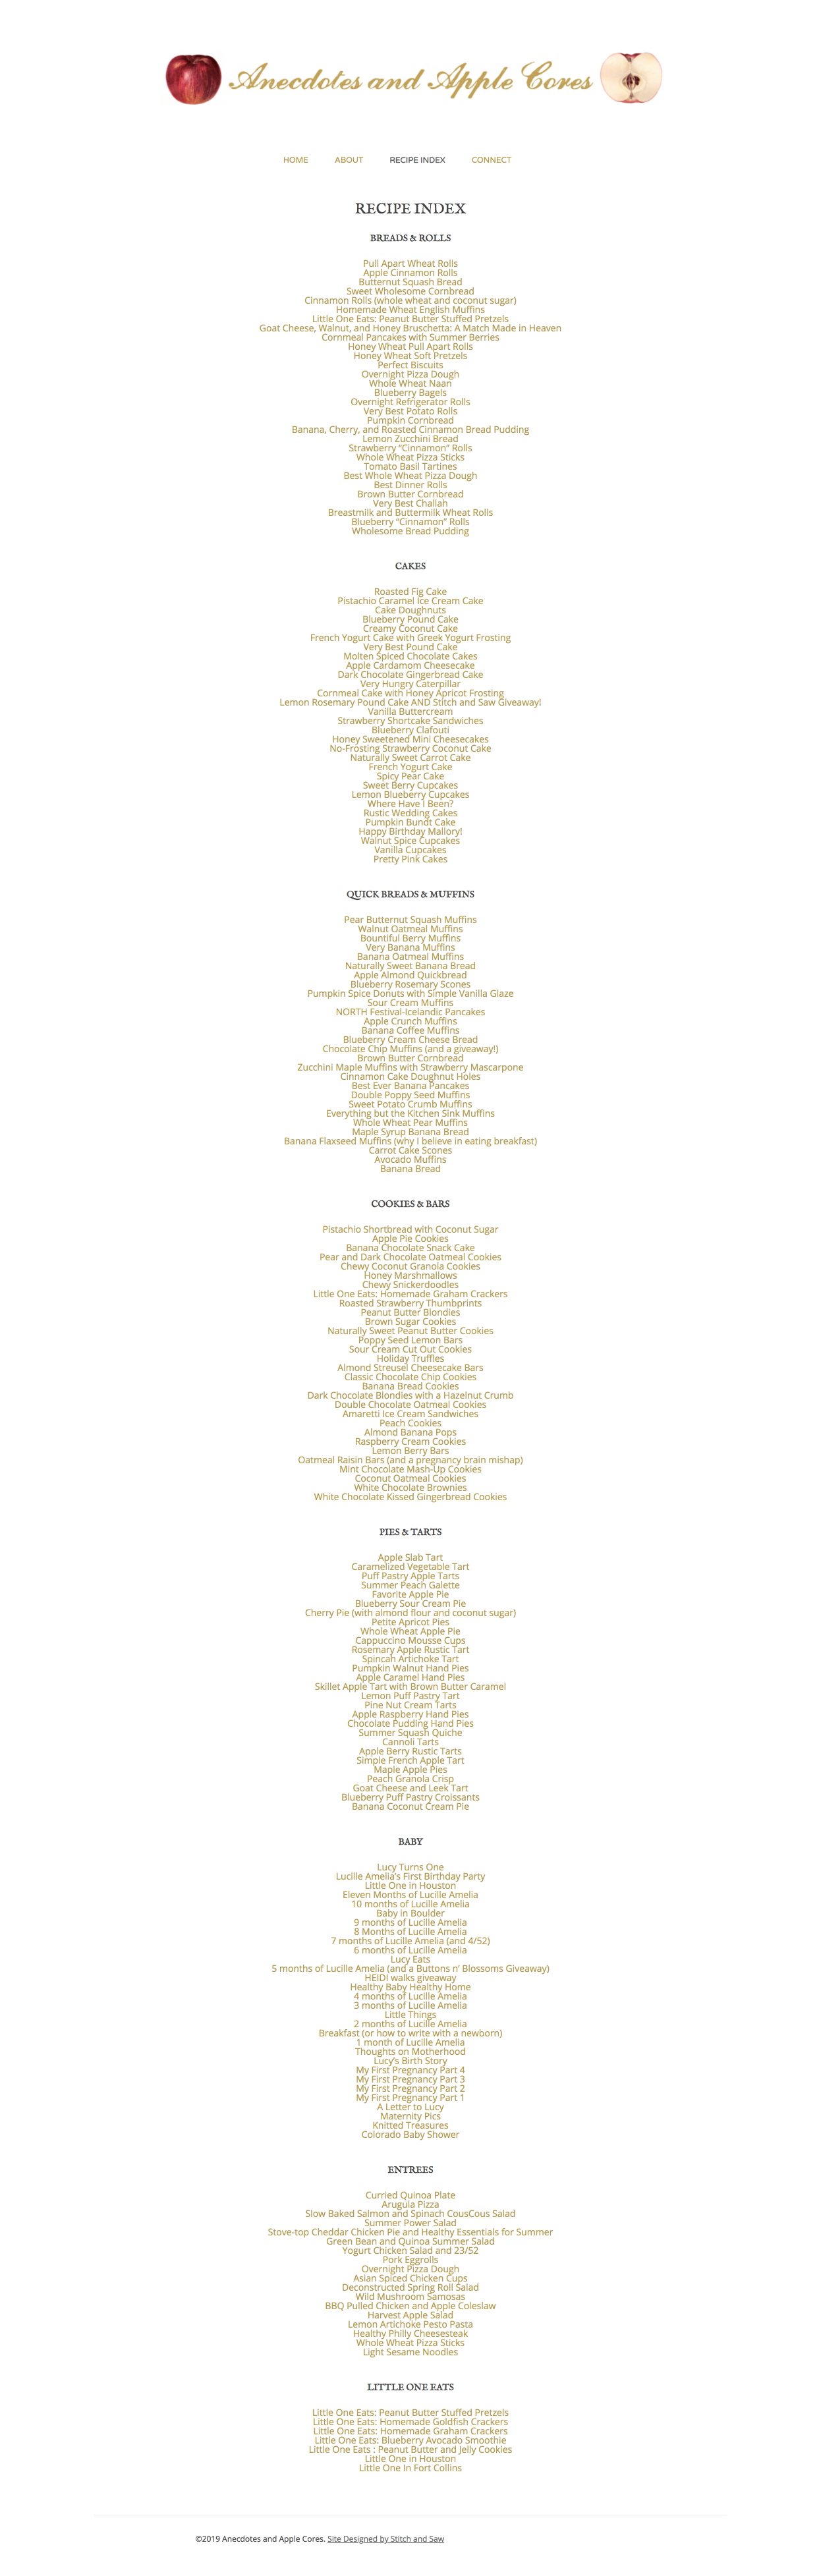 Anecdotes and Apple Cores
HOME ABOUT RECIPE INDEX CONNECT
RECIPE INDEX
BREADS & ROLLS
Pull Apart Wheat Rolls
Apple Cinnamon Rolls
Butternut Squash Bread
Sweet Wholesome Cornbread
Cinnamon Rolls (whole wheat and coconut sugar)
Homemade Wheat English Muffins
Little One Eats: Peanut Butter Stuffed Pretzels
Goat Cheese, Walnut, and Honey Bruschetta: A Match Made in Heaven
Cornmeal Pancakes with Summer Berries
Honey Wheat Pull Apart Rolls
Honey Wheat Soft Pretzels
Perfect Biscuits
Overnight Pizza Dough
Whole Wheat Naan
Blueberry Bagels
Overnight Refrigerator Rolls
Very Best Potato Rolls
Pumpkin Cornbread
Banana, Cherry, and Roasted Cinnamon Bread Pudding
Lemon Zucchini Bread
Strawberry “Cinnamon” Rolls
Whole Wheat Pizza Sticks
Tomato Basil Tartines
Best Whole Wheat Pizza Dough
Best Dinner Rolls
Brown Butter Cornbread
Very Best Challah
Breastmilk and Buttermilk Wheat Rolls
Blueberry “Cinnamon” Rolls
Wholesome Bread Pudding
CAKES
Roasted Fig Cake
Pistachio Caramel Ice Cream Cake
Cake Doughnuts
Blueberry Pound Cake
Creamy Coconut Cake
French Yogurt Cake with Greek Yogurt Frosting
Very Best Pound Cake
Molten Spiced Chocolate Cakes
Apple Cardamom Cheesecake
Dark Chocolate Gingerbread Cake
Very Hungry Caterpillar
Cornmeal Cake with Honey Apricot Frosting
Lemon Rosemary Pound Cake AND Stitch and Saw Giveaway!
Vanilla Buttercream
Strawberry Shortcake Sandwiches
Blueberry Clafouti
Honey Sweetened Mini Cheesecakes
No-Frosting Strawberry Coconut Cake
Naturally Sweet Carrot Cake
French Yogurt Cake
Spicy Pear Cake
Sweet Berry Cupcakes
Lemon Blueberry Cupcakes
Where Have I Been?
Rustic Wedding Cakes
Pumpkin Bundt Cake
Happy Birthday Mallory!
Walnut Spice Cupcakes
Vanilla Cupcakes
Pretty Pink Cakes
QUICK BREADS & MUFFINS
Pear Butternut Squash Muffins
Walnut Oatmeal Muffins
Bountiful Berry Muffins
Very Banana Muffins
Banana Oatmeal Muffins
Naturally Sweet Banana Bread
Apple Almond Quickbread
Blueberry Rosemary Scones
Pumpkin Spice Donuts with Simple Vanilla Glaze
Sour Cream Muffins
NORTH Festival-Icelandic Pancakes
Apple Crunch Muffins
Banana Coffee Muffins
Blueberry Cream Cheese Bread
Chocolate Chip Muffins (and a giveaway!)
Brown Butter Cornbread
Zucchini Maple Muffins with Strawberry Mascarpone
Cinnamon Cake Doughnut Holes
Best Ever Banana Pancakes
Double Poppy Seed Muffins
Sweet Potato Crumb Muffins
Everything but the Kitchen Sink Muffins
Whole Wheat Pear Muffins
Maple Syrup Banana Bread
Banana Flaxseed Muffins (why I believe in eating breakfast)
Carrot Cake Scones
Avocado Muffins
Banana Bread
COOKIES & BARS
Pistachio Shortbread with Coconut Sugar
Apple Pie Cookies
Banana Chocolate Snack Cake
Pear and Dark Chocolate Oatmeal Cookies
Chewy Coconut Granola Cookies
Honey Marshmallows
Chewy Snickerdoodles
Little One Eats: Homemade Graham Crackers
Roasted Strawberry Thumbprints
Peanut Butter Blondies
Brown Sugar Cookies
Naturally Sweet Peanut Butter Cookies
Poppy Seed Lemon Bars
Sour Cream Cut Out Cookies
Holiday Truffles
Almond Streusel Cheesecake Bars
Classic Chocolate Chip Cookies
Banana Bread Cookies
Dark Chocolate Blondies with a Hazelnut Crumb
Double Chocolate Oatmeal Cookies
Amaretti Ice Cream Sandwiches
Peach Cookies
Almond Banana Pops
Raspberry Cream Cookies
Lemon Berry Bars
Oatmeal Raisin Bars (and a pregnancy brain mishap)
Mint Chocolate Mash-Up Cookies
Coconut Oatmeal Cookies
White Chocolate Brownies
White Chocolate Kissed Gingerbread Cookies
PIES & TARTS
Apple Slab Tart
Caramelized Vegetable Tart
Puff Pastry Apple Tarts
Summer Peach Galette
Favorite Apple Pie
Blueberry Sour Cream Pie
Cherry Pie (with almond flour and coconut sugar)
Petite Apricot Pies
Whole Wheat Apple Pie
Cappuccino Mousse Cups
Rosemary Apple Rustic Tart
Spincah Artichoke Tart
Pumpkin Walnut Hand Pies
Apple Caramel Hand Pies
Skillet Apple Tart with Brown Butter Caramel
Lemon Puff Pastry Tart
Pine Nut Cream Tarts
Apple Raspberry Hand Pies
Chocolate Pudding Hand Pies
Summer Squash Quiche
Cannoli Tarts
Apple Berry Rustic Tarts
Simple French Apple Tart
Maple Apple Pies
Peach Granola Crisp
Goat Cheese and Leek Tart
Blueberry Puff Pastry Croissants
Banana Coconut Cream Pie
BABY
Lucy Turns One
Lucille Amelia’s First Birthday Party
Little One in Houston
Eleven Months of Lucille Amelia
10 months of Lucille Amelia
Baby in Boulder
9 months of Lucille Amelia
8 Months of Lucille Amelia
7 months of Lucille Amelia (and 4/52)
6 months of Lucille Amelia
Lucy Eats
5 months of Lucille Amelia (and a Buttons n’ Blossoms Giveaway)
HEIDI walks giveaway
Healthy Baby Healthy Home
4 months of Lucille Amelia
3 months of Lucille Amelia
Little Things
2 months of Lucille Amelia
Breakfast (or how to write with a newborn)
1 month of Lucille Amelia
Thoughts on Motherhood
Lucy’s Birth Story
My First Pregnancy Part 4
My First Pregnancy Part 3
My First Pregnancy Part 2
My First Pregnancy Part 1
A Letter to Lucy
Maternity Pics
Knitted Treasures
Colorado Baby Shower
ENTREES
Curried Quinoa Plate
Arugula Pizza
Slow Baked Salmon and Spinach CousCous Salad
Summer Power Salad
Stove-top Cheddar Chicken Pie and Healthy Essentials for Summer
Green Bean and Quinoa Summer Salad
Yogurt Chicken Salad and 23/52
Pork Eggrolls
Overnight Pizza Dough
Asian Spiced Chicken Cups
Deconstructed Spring Roll Salad
Wild Mushroom Samosas
BBQ Pulled Chicken and Apple Coleslaw
Harvest Apple Salad
Lemon Artichoke Pesto Pasta
Healthy Philly Cheesesteak
Whole Wheat Pizza Sticks
Light Sesame Noodles
LITTLE ONE EATS
Little One Eats: Peanut Butter Stuffed Pretzels
Little One Eats: Homemade Goldfish Crackers
Little One Eats: Homemade Graham Crackers
Little One Eats: Blueberry Avocado Smoothie
Little One Eats : Peanut Butter and Jelly Cookies
Little One in Houston
Little One In Fort Collins
©2019 Anecdotes and Apple Cores. Site Designed by Stitch and Saw